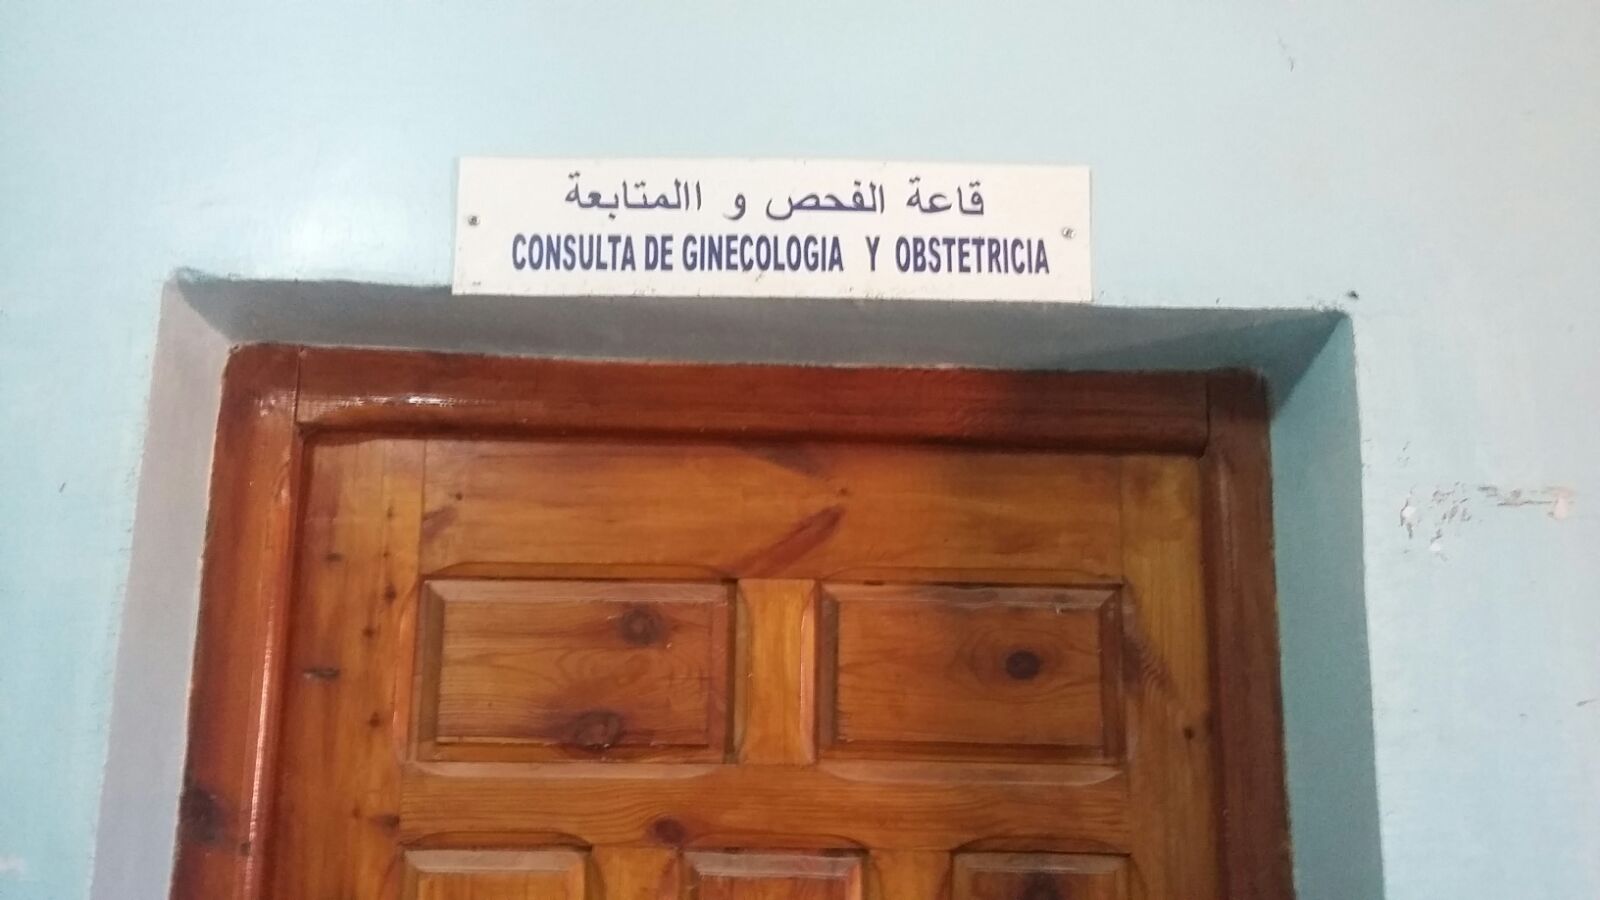 قاعة الفحص و االمتابعة
CONSULTA DE GINECOLOGIA Y OBSTETRICIA